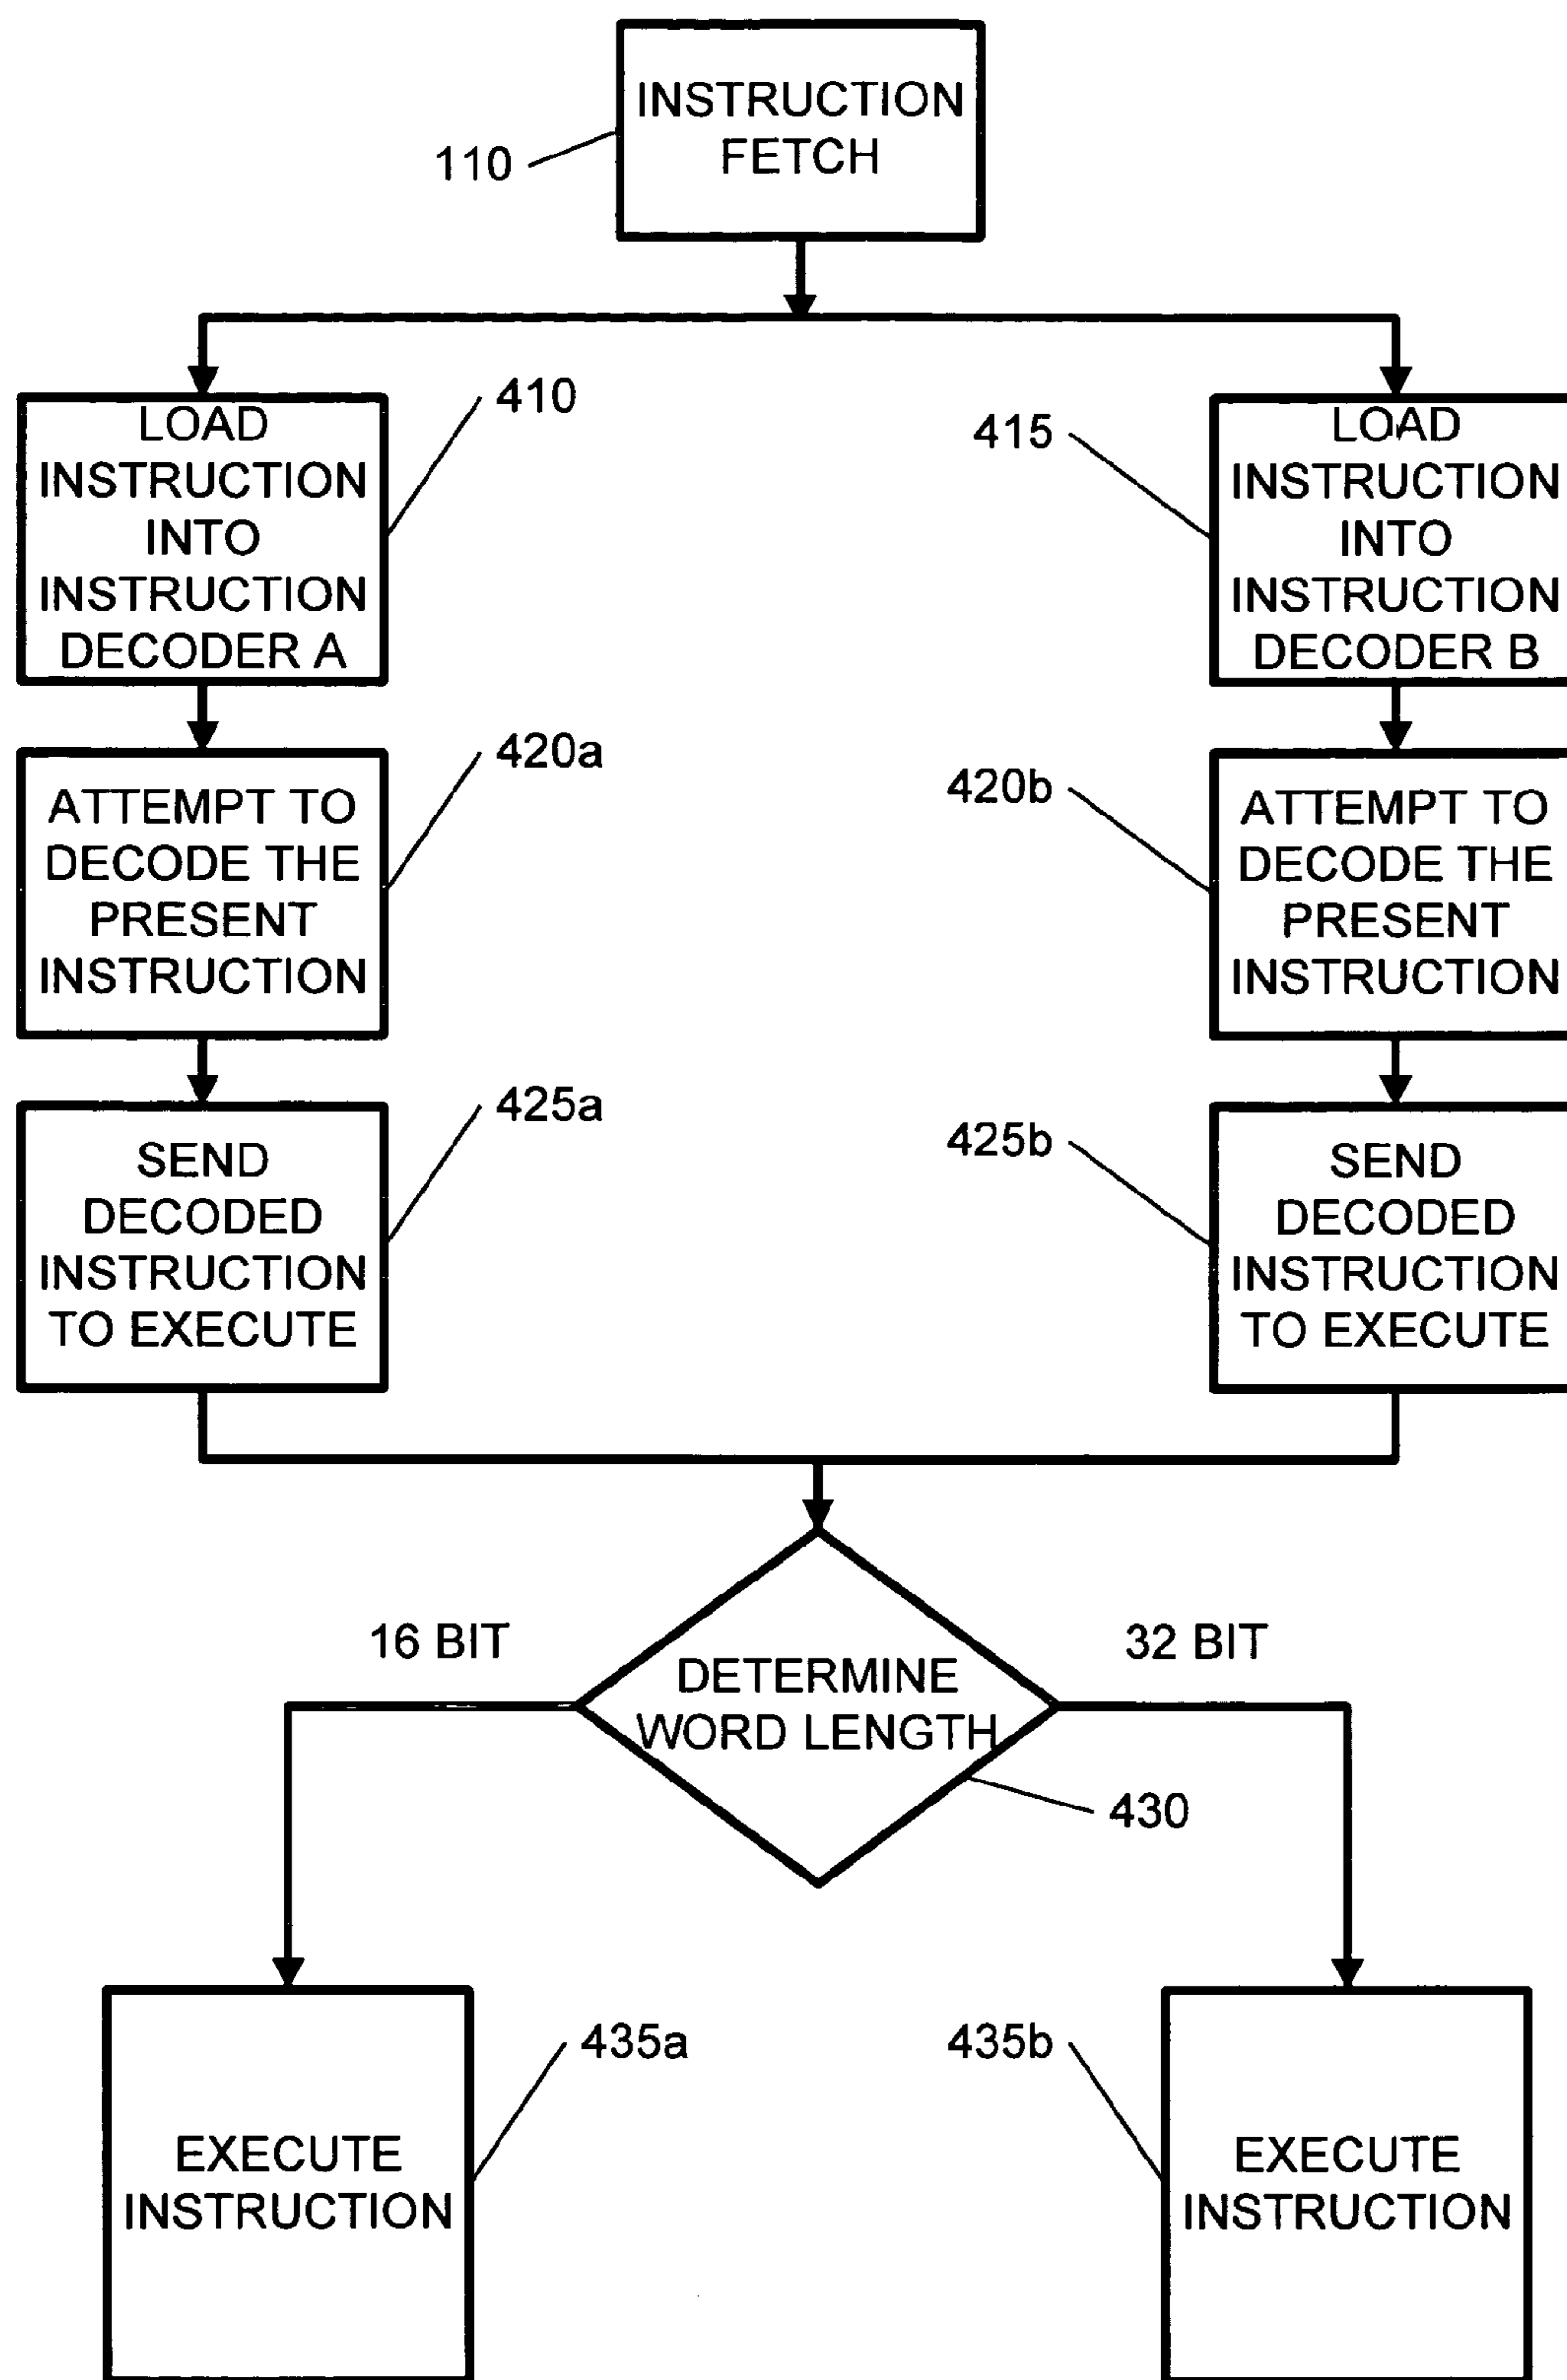 INSTRUCTION
FETCH
110
LOAD
INSTRUCTION
INTO
INSTRUCTION
DECODER A
410
415
LOAD
INSTRUCTION
INTO
INSTRUCTION
DECODER B
ATTEMPT TO
DECODE THE
PRESENT
INSTRUCTION
420a
420b
ATTEMPT TO
DECODE THE
PRESENT
INSTRUCTION
SEND
DECODED
INSTRUCTION
TO EXECUTE
425a
425b
SEND
DECODED
INSTRUCTION
TO EXECUTE
16 BIT
32 BIT
DETERMINE
WORD LENGTH
430
435a
435b
EXECUTE
INSTRUCTION
EXECUTE
INSTRUCTION